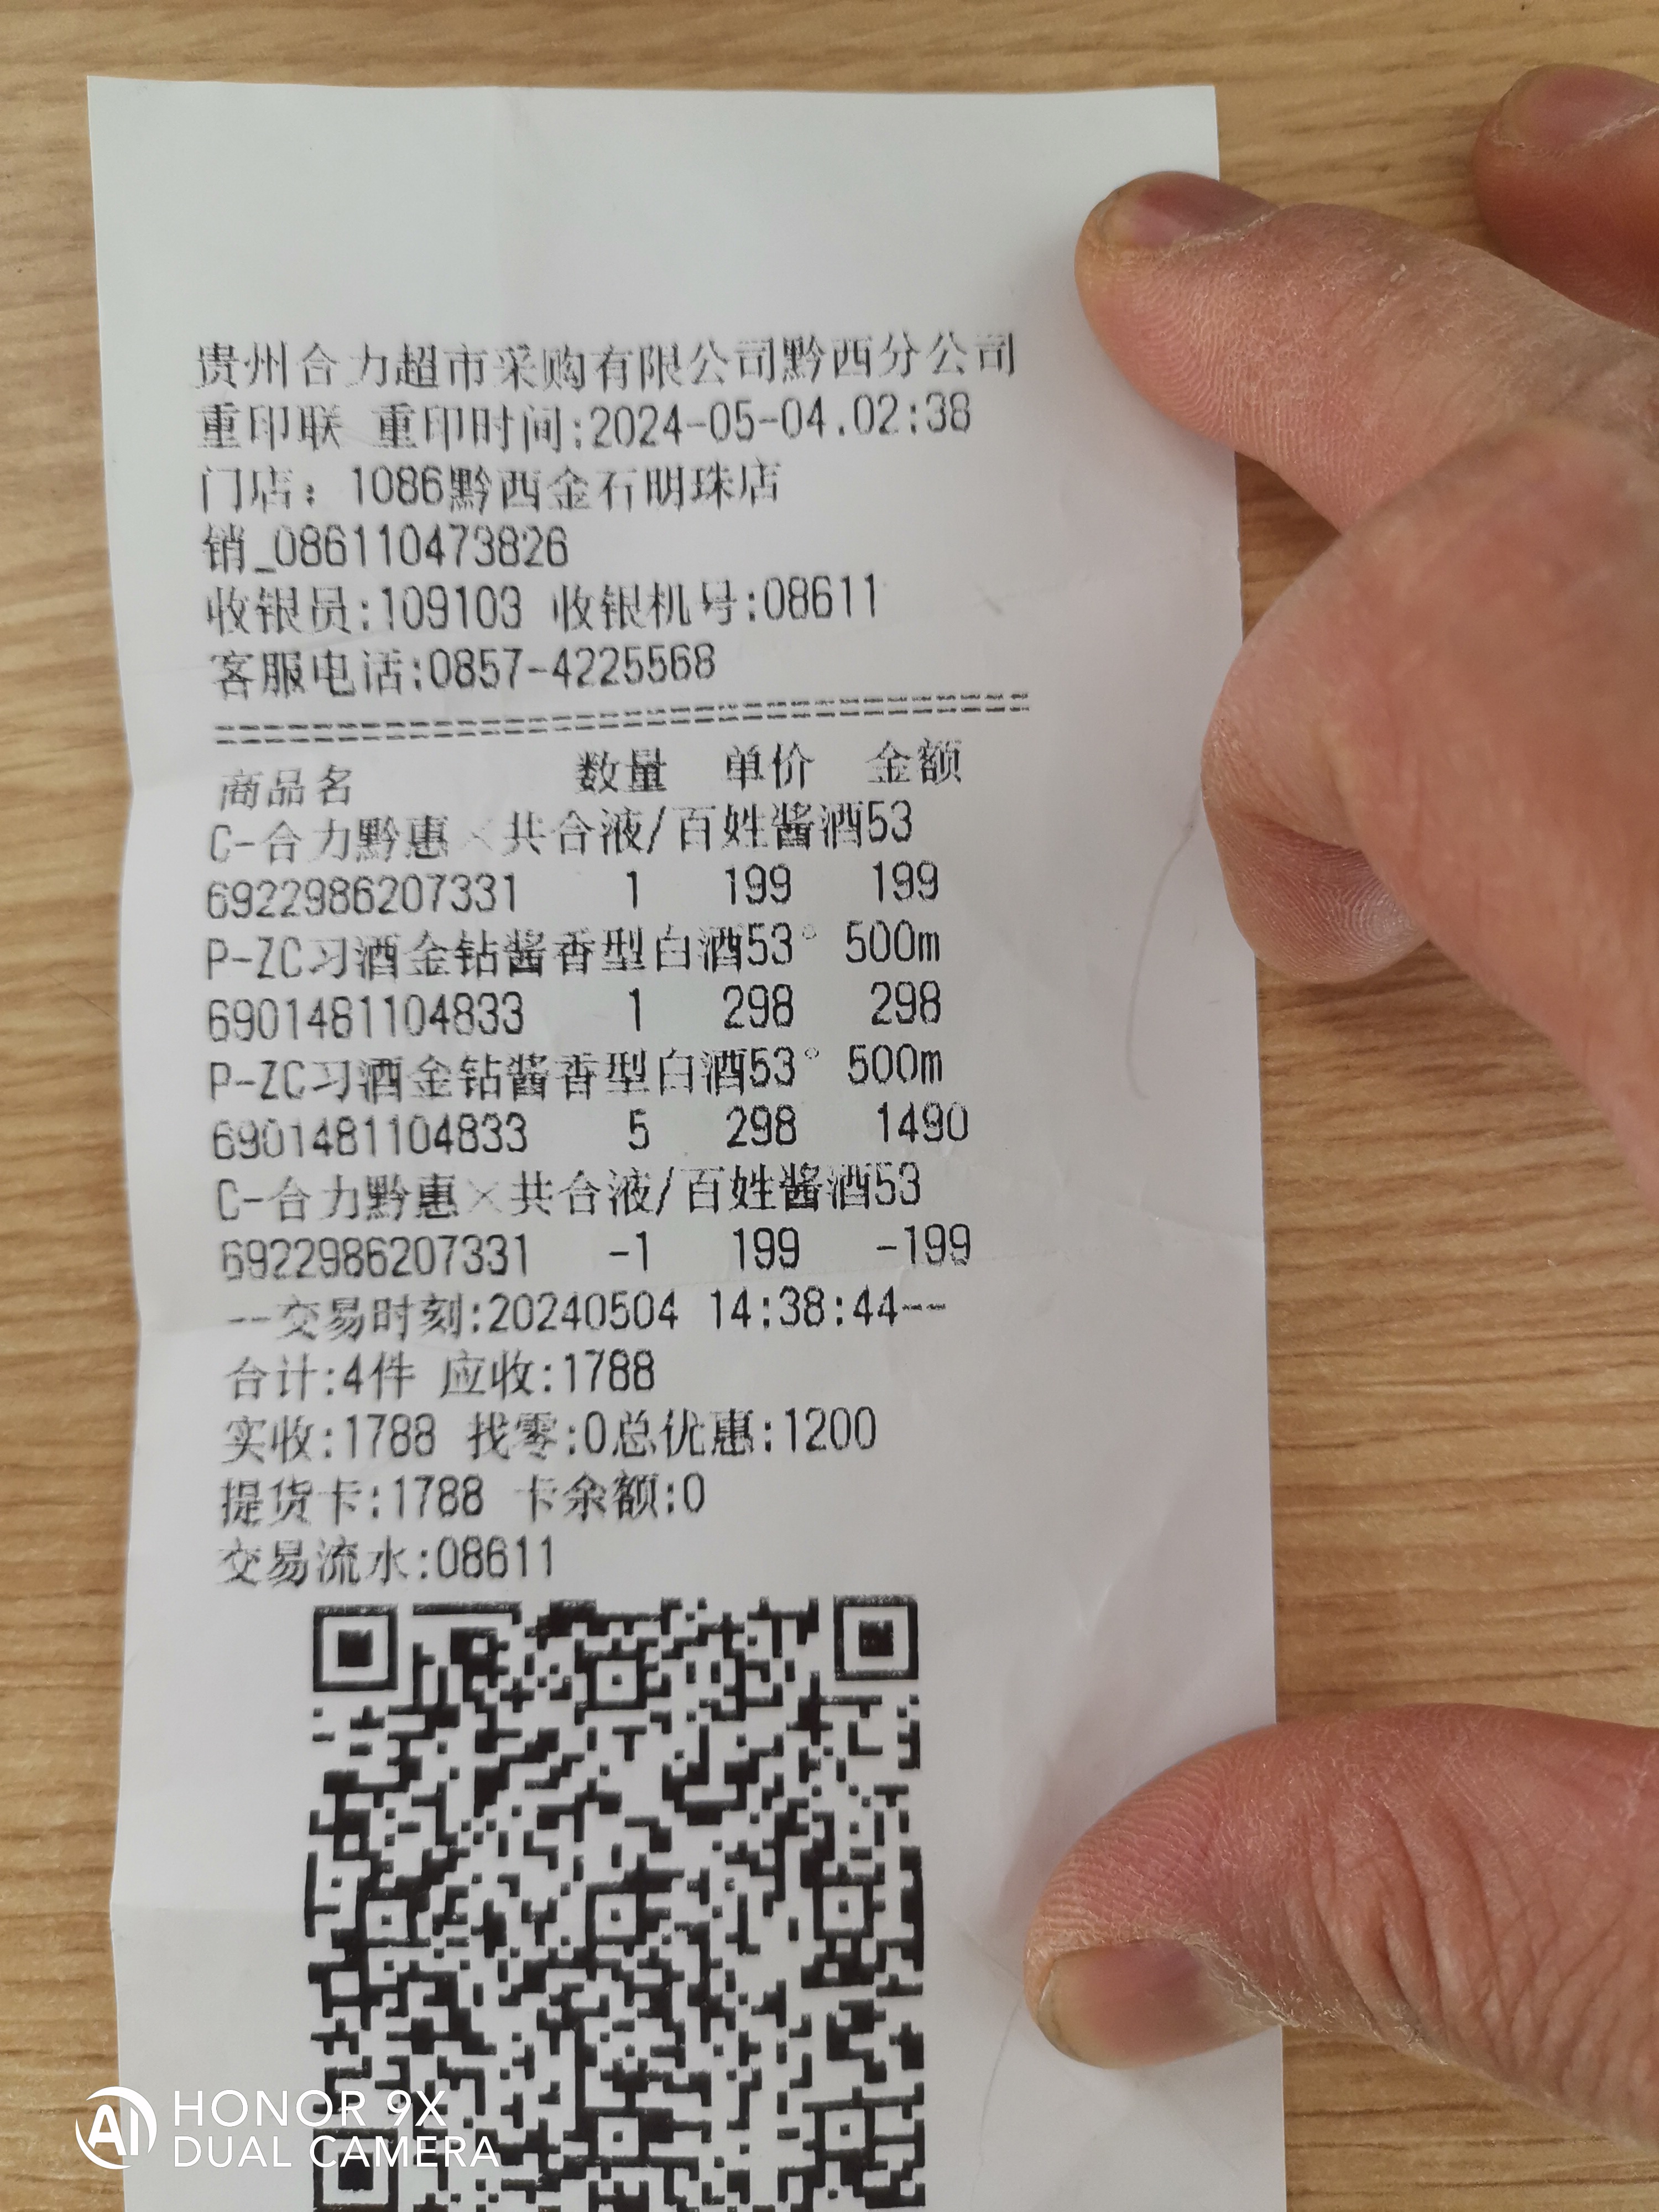 贵州合力超市采购有限公司黔西分公司
重印联 重印时间:2024-05-04.02:38
门店：1086黔西金石明珠店
销_086110473826
收银员:109103 收银机号:08611
客服电话:0857-4225568
================================
商品名 数量 单价 金额
C-合力黔惠×共合液/百姓酱酒53
6922986207331 1 199 199
P-ZC习酒金钻酱香型白酒53° 500m
6901481104833 1 298 298
P-ZC习酒金钻酱香型白酒53° 500m
6901481104833 5 298 1490
C-合力黔惠×共合液/百姓酱酒53
6922986207331 -1 199 -199
--交易时刻:20240504 14:38:44--
合计:4件 应收:1788
实收:1788 找零:0总优惠:1200
提货卡:1788 卡余额:0
交易流水:08611
AI HONOR 9X
DUAL CAMERA